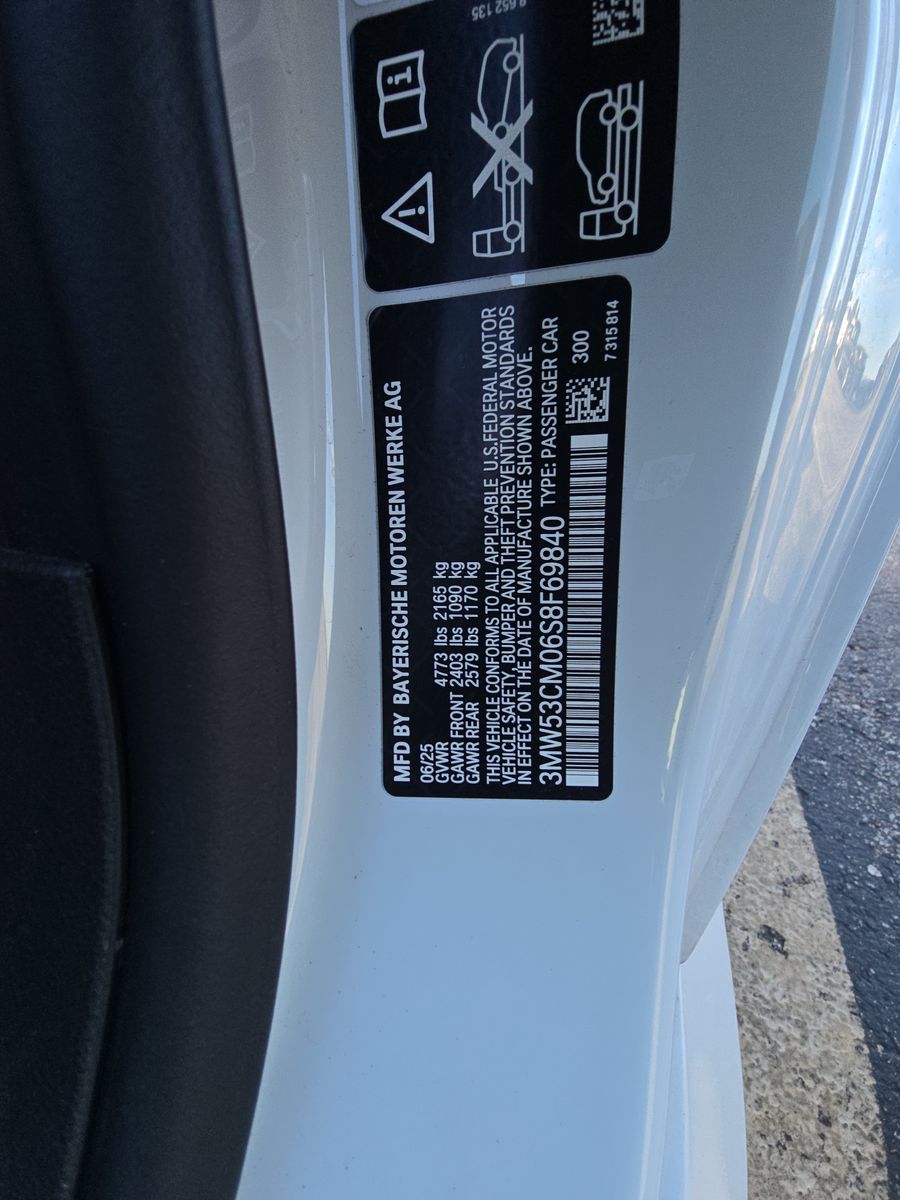 9 652 135
MFD BY BAYERISCHE MOTOREN WERKE AG
06/25
GVWR 4773 lbs 2165 kg
GAWR FRONT 2403 lbs 1090 kg
GAWR REAR 2579 lbs 1170 kg
THIS VEHICLE CONFORMS TO ALL APPLICABLE U.S.FEDERAL MOTOR
VEHICLE SAFETY, BUMPER AND THEFT PREVENTION STANDARDS
IN EFFECT ON THE DATE OF MANUFACTURE SHOWN ABOVE.
3MW53CM06S8F69840 TYPE: PASSENGER CAR
300
7 315 814